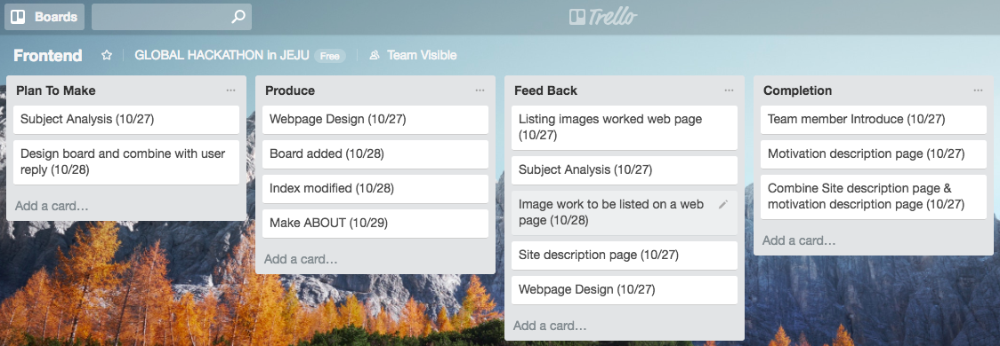 Boards
Trello
Frontend
GLOBAL HACKATHON In JEJU Free
Team Visible
Plan To Make
Subject Analysis (10/27)
Design board and combine with user
reply (10/28)
Add a card...
Produce
Webpage Design (10/27)
Board added (10/28)
Index modified (10/28)
Make ABOUT (10/29)
Add a card...
Feed Back
Listing images worked web page
(10/27)
Subject Analysis (10/27)
Image work to be listed on a web
page (10/28)
Site description page (10/27)
Webpage Design (10/27)
Add a card...
Completion
Team member Introduce (10/27)
Motivation description page (10/27)
Combine Site description page &
motivation description page (10/27)
Add a card...